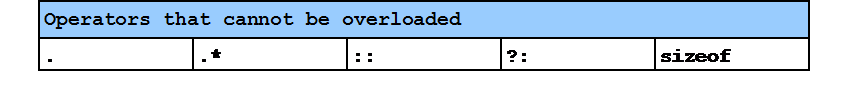 Operators that cannot be overloaded
. .* :: ?: sizeof